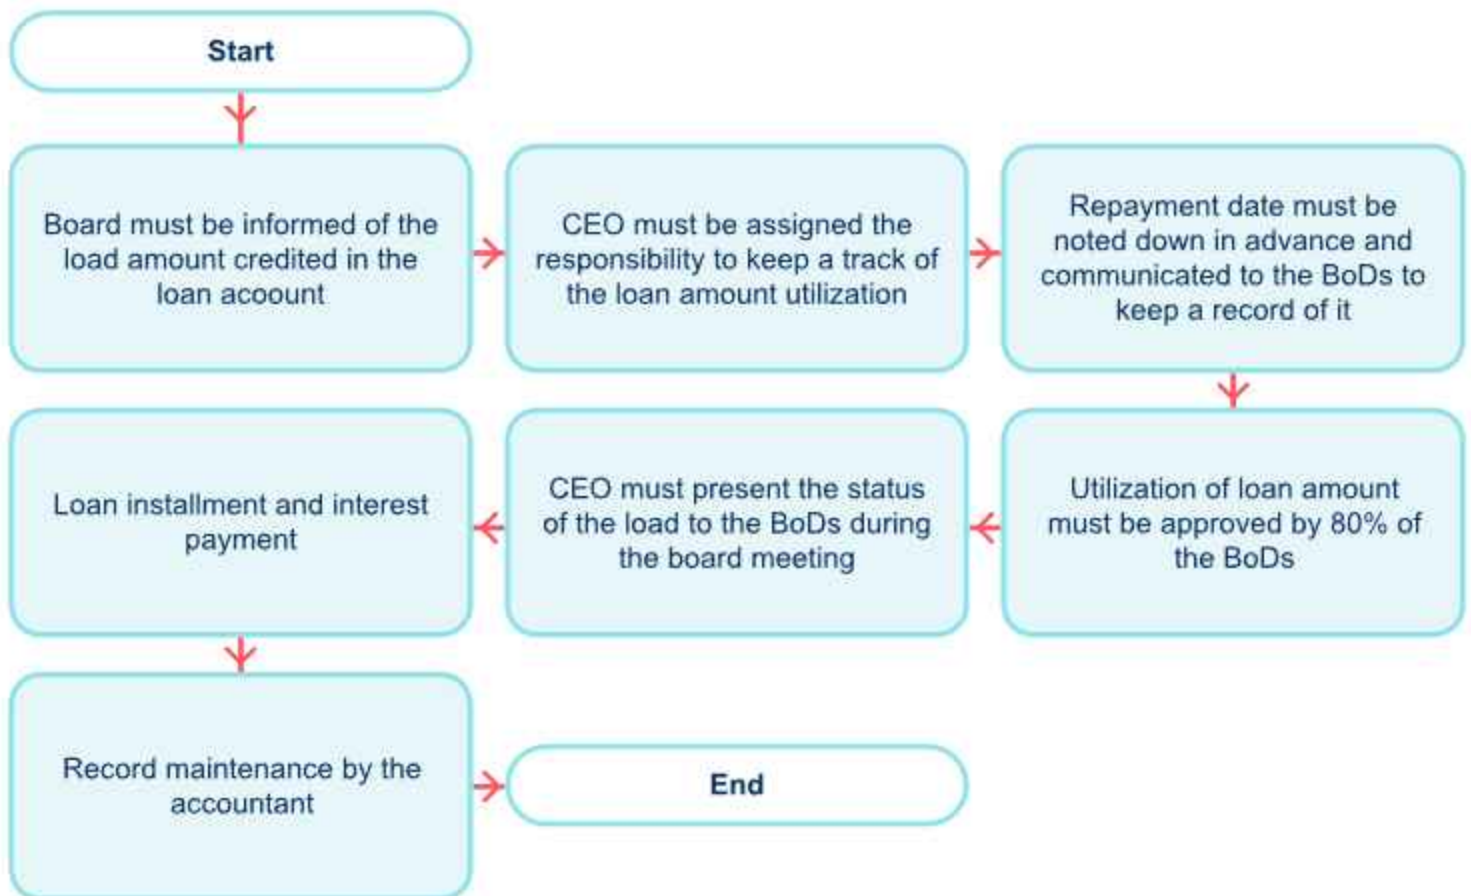 Start
Board must be informed of the
load amount credited in the
loan acoount
CEO must be assigned the
responsibility to keep a track of
the loan amount utilization
Repayment date must be
noted down in advance and
communicated to the BoDs to
keep a record of it
Utilization of loan amount
must be approved by 80% of
the BoDs
CEO must present the status
of the load to the BoDs during
the board meeting
Loan installment and interest
payment
Record maintenance by the
accountant
End